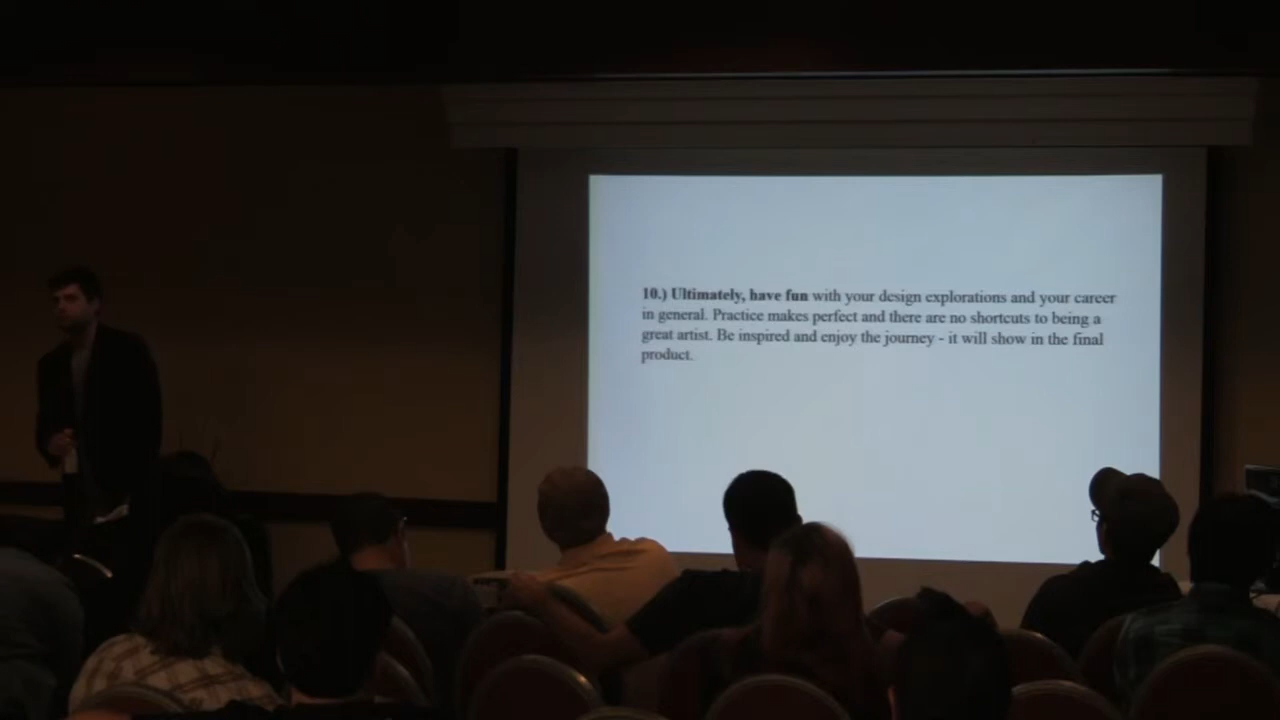 10.) Ultimately, have fun with your design explorations and your career
in general. Practice makes perfect and there are no shortcuts to being a
great artist. Be inspired and enjoy the journey - it will show in the final
product.